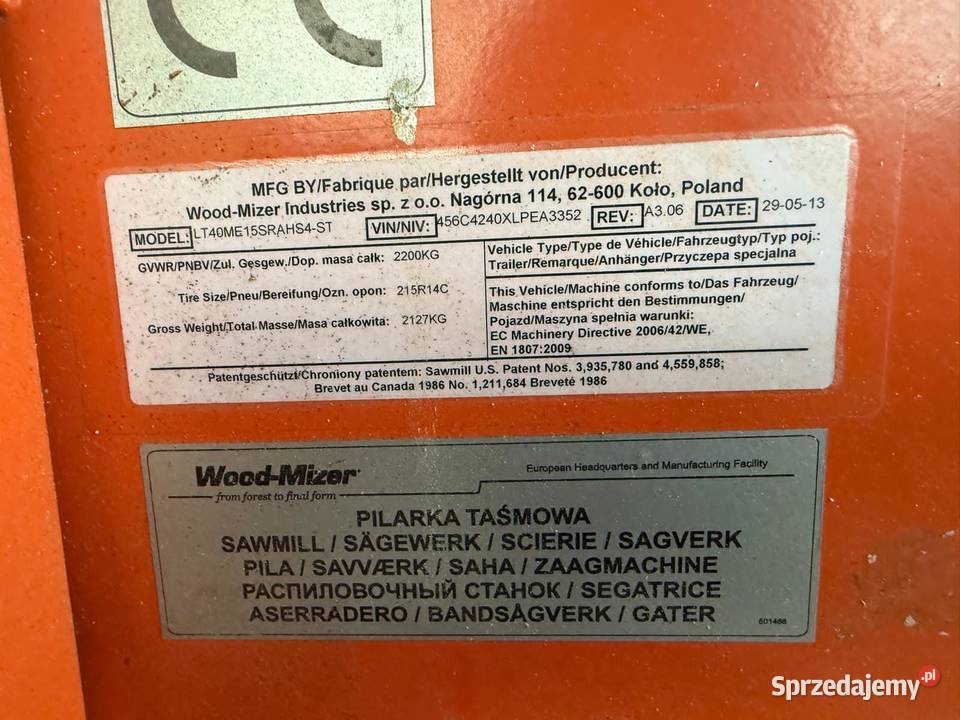 CE
MFG BY/Fabrique par/Hergestellt von/Producent:
Wood-Mizer Industries sp. z o.o. Nagórna 114, 62-600 Koło, Poland
MODEL: LT40ME15SRAHS4-ST VIN/NIV: 456C4240XLPEA3352 REV: A3.06 DATE: 29-05-13
GVWR/PNBV/Zul. Gesgew./Dop. masa całk: 2200KG
Tire Size/Pneu/Bereifung/Ozn. opon: 215R14C
Gross Weight/Total Masse/Masa całkowita: 2127KG
Vehicle Type/Type de Véhicule/Fahrzeugtyp/Typ poj.:
Trailer/Remarque/Anhänger/Przyczepa specjalna
This Vehicle/Machine conforms to/Das Fahrzeug/
Maschine entspricht den Bestimmungen/
Pojazd/Maszyna spełnia warunki:
EC Machinery Directive 2006/42/WE,
EN 1807:2009
Patentgeschützt/Chroniony patentem: Sawmill U.S. Patent Nos. 3,935,780 and 4,559,858;
Brevet au Canada 1986 No. 1,211,684 Breveté 1986
Wood-Mizer
from forest to final form
European Headquarters and Manufacturing Facility
PILARKA TAŚMOWA
SAWMILL / SÄGEWERK / SCIERIE / SAGVERK
PILA / SAVVÆRK / SAHA / ZAAGMACHINE
РАСПИЛОВОЧНЫЙ СТАНОК / SEGATRICE
ASERRADERO / BANDSÅGVERK / GATER
501466
Sprzedajemy.pl